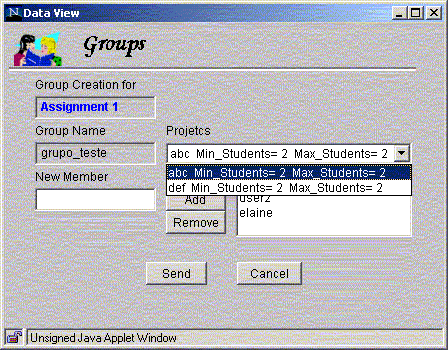 Data View
Groups
Group Creation for
Assignment 1
Group Name
grupo_teste
Projetcs
abc Min_Students= 2 Max_Students= 2
abc Min_Students= 2 Max_Students= 2
def Min_Students= 2 Max_Students= 2
New Member
Add
Remove
user2
elaine
Send
Cancel
Unsigned Java Applet Window